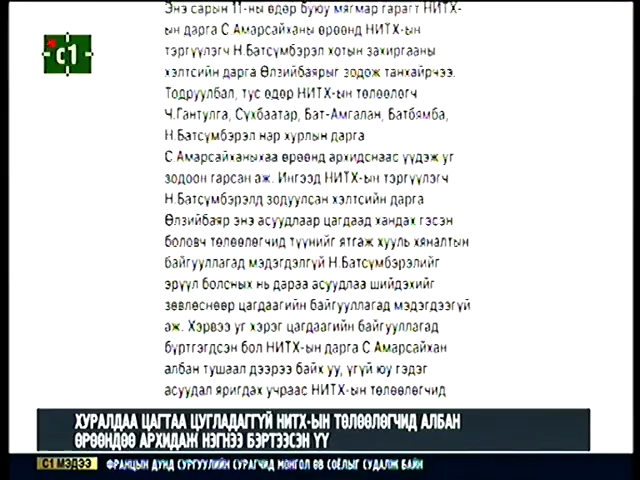 Энэ сарын 11-ны өдөр буюу мягмар гарагт НИТХ-
ын дарга С.Амарсайханы өрөөнд НИТХ-ын
тэргүүлэгч Н.Батсүмбэрэл хотын захиргааны
хэлтсийн дарга Өлзийбаярыг зодож танхайрчээ.
Тодруулбал, тус өдөр НИТХ-ын төлөөлөгч
Ч.Гантулга, Сүхбаатар, Бат-Амгалан, Батбямба,
Н.Батсүмбэрэл нар хурлын дарга
С.Амарсайханыхаа өрөөнд архидснаас үүдэж уг
зодоон гарсан аж. Ингээд НИТХ-ын тэргүүлэгч
Н.Батсүмбэрэлд зодуулсан хэлтсийн дарга
Өлзийбаяр энэ асуудлаар цагдаад хандах гэсэн
боловч төлөөлөгчид түүнийг ятгаж хууль хяналтын
байгууллагад мэдэгдэлгүй Н.Батсүмбэрэлийг
эрүүл болсных нь дараа асуудлаа шийдэхийг
зөвлөснөөр цагдаагийн байгууллагад мэдэгдээгүй
аж. Хэрвээ уг хэрэг цагдаагийн байгууллагад
бүртгэгдсэн бол НИТХ-ын дарга С.Амарсайхан
албан тушаал дээрээ байх уу, үгүй юу гэдэг
асуудал яригдах учраас НИТХ-ын төлөөлөгчид
c1
ХУРАЛДАА ЦАГТАА ЦУГЛАДАГГҮЙ НИТХ-ЫН ТӨЛӨӨЛӨГЧИД АЛБАН
ӨРӨӨНДӨӨ АРХИДАЖ НЭГНЭЭ БЭРТЭЭСЭН ҮҮ
C1 МЭДЭЭ ФРАНЦЫН ДУНД СУРГУУЛИЙН СУРАГЧИД МОНГОЛ ӨВ СОЁЛЫГ СУДАЛЖ БАЙН